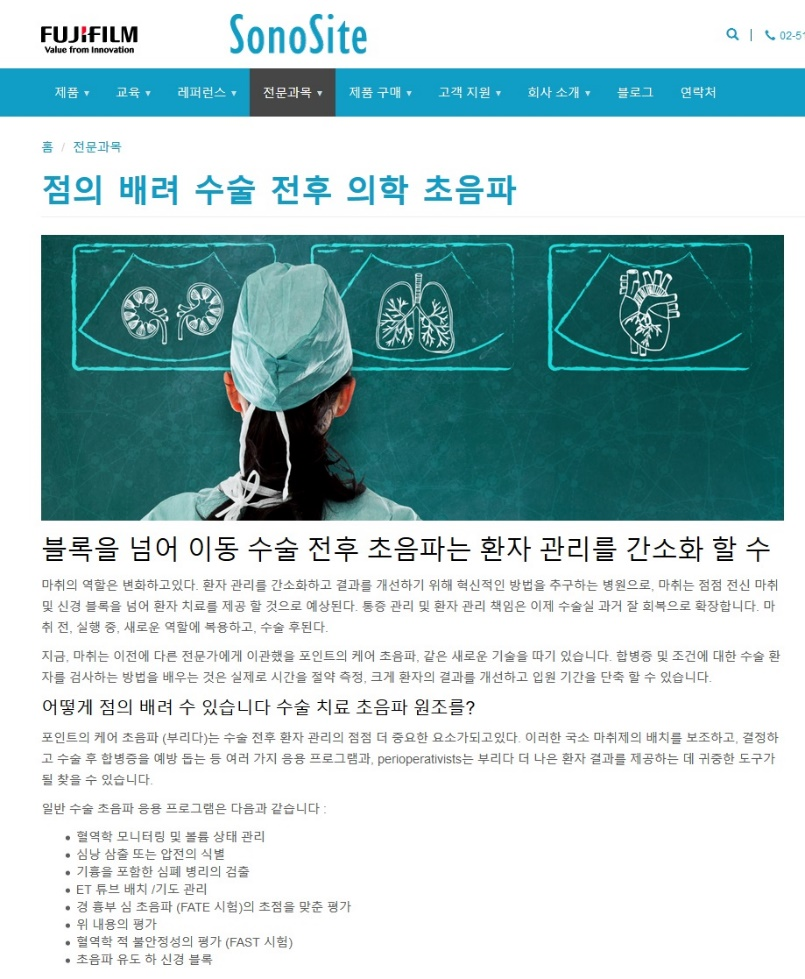 FUJIFILM
Value from Innovation
SonoSite
02-51
제품
교육
레퍼런스
전문과목
제품 구매
고객 지원
회사 소개
블로그
연락처
홈 / 전문과목
점의 배려 수술 전후 의학 초음파
블록을 넘어 이동 수술 전후 초음파는 환자 관리를 간소화 할 수
마취의 역할은 변화하고있다. 환자 관리를 간소화하고 결과를 개선하기 위해 혁신적인 방법을 추구하는 병원으로, 마취는 점점 전신 마취
및 신경 블록을 넘어 환자 치료를 제공 할 것으로 예상된다. 통증 관리 및 환자 관리 책임은 이제 수술실 과거 잘 회복으로 확장합니다. 마
취 전, 실행 중, 새로운 역할에 복용하고, 수술 후된다.
지금, 마취는 이전에 다른 전문가에게 이관했을 포인트의 케어 초음파, 같은 새로운 기술을 따기 있습니다. 합병증 및 조건에 대한 수술 환
자를 검사하는 방법을 배우는 것은 실제로 시간을 절약 측정, 크게 환자의 결과를 개선하고 입원 기간을 단축 할 수 있습니다.
어떻게 점의 배려 수 있습니다 수술 치료 초음파 원조를?
포인트의 케어 초음파 (부리다)는 수술 전후 환자 관리의 점점 더 중요한 요소가되고있다. 이러한 국소 마취제의 배치를 보조하고, 결정하
고 수술 후 합병증을 예방 돕는 등 여러 가지 응용 프로그램과, perioperativists는 부리다 더 나은 환자 결과를 제공하는 데 귀중한 도구가
될 찾을 수 있습니다.
일반 수술 초음파 응용 프로그램은 다음과 같습니다 :
혈역학 모니터링 및 볼륨 상태 관리
심낭 삼출 또는 압전의 식별
기흉을 포함한 심폐 병리의 검출
ET 튜브 배치 /기도 관리
경 흉부 심 초음파 (FATE 시험)의 초점을 맞춘 평가
위 내용의 평가
혈역학 적 불안정성의 평가 (FAST 시험)
초음파 유도 하 신경 블록